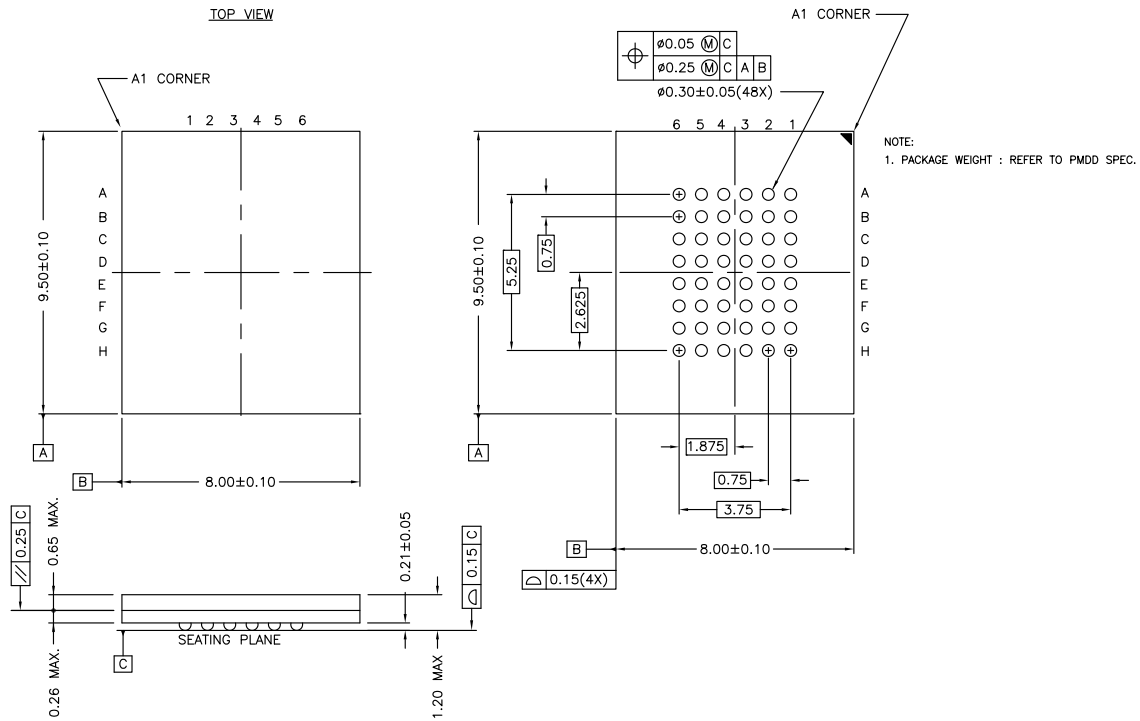 TOP VIEW
A1 CORNER
1 2 3 4 5 6
A
B
C
D
E
F
G
H
9.50±0.10
A
B
8.00±0.10
A1 CORNER
ø0.05 Ⓜ C
ø0.25 Ⓜ C A B
ø0.30±0.05(48X)
6 5 4 3 2 1
A
B
C
D
E
F
G
H
9.50±0.10
5.25
0.75
2.625
A
1.875
0.75
3.75
B
8.00±0.10
0.15(4X)
NOTE:
1. PACKAGE WEIGHT : REFER TO PMDD SPEC.
// 0.25 C
0.65 MAX.
0.26 MAX.
0.21±0.05
0.15 C
1.20 MAX
SEATING PLANE
C